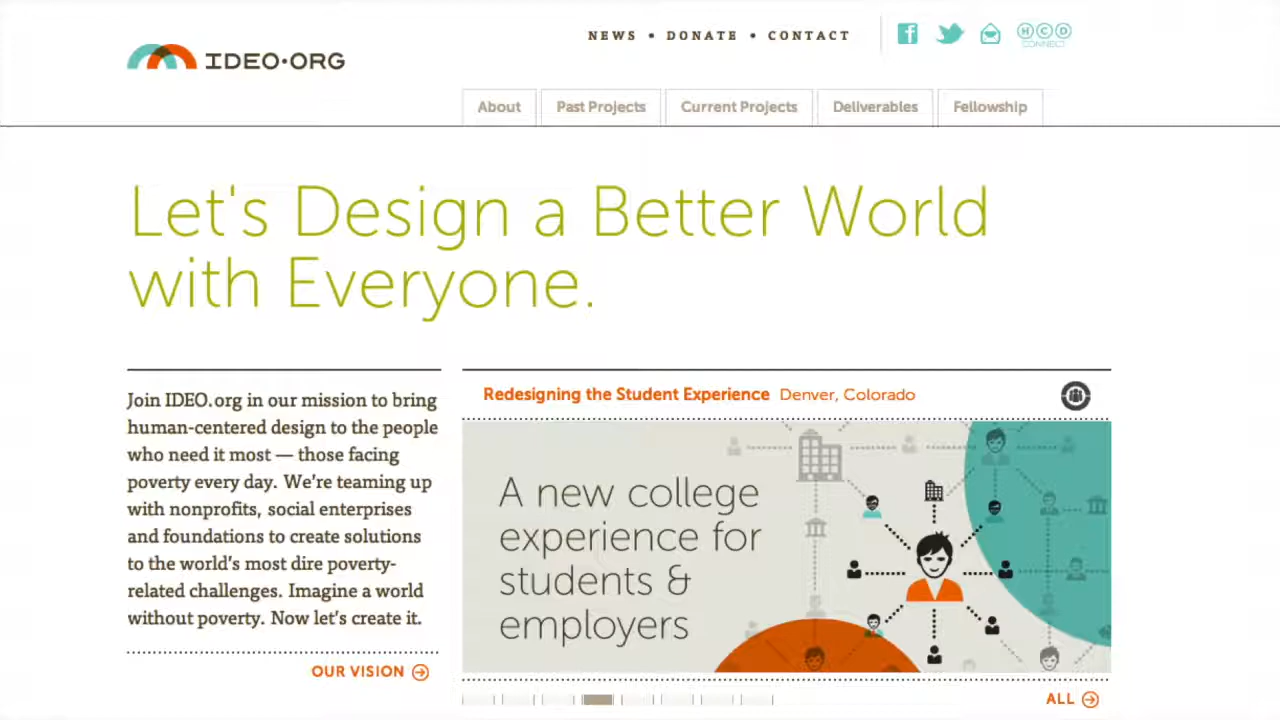 IDEO•ORG
NEWS • DONATE • CONTACT
HCD
CONNECT
About
Past Projects
Current Projects
Deliverables
Fellowship
Let's Design a Better World
with Everyone.
Join IDEO.org in our mission to bring
human-centered design to the people
who need it most — those facing
poverty every day. We're teaming up
with nonprofits, social enterprises
and foundations to create solutions
to the world's most dire poverty-
related challenges. Imagine a world
without poverty. Now let's create it.
OUR VISION
Redesigning the Student Experience Denver, Colorado
A new college
experience for
students &
employers
ALL